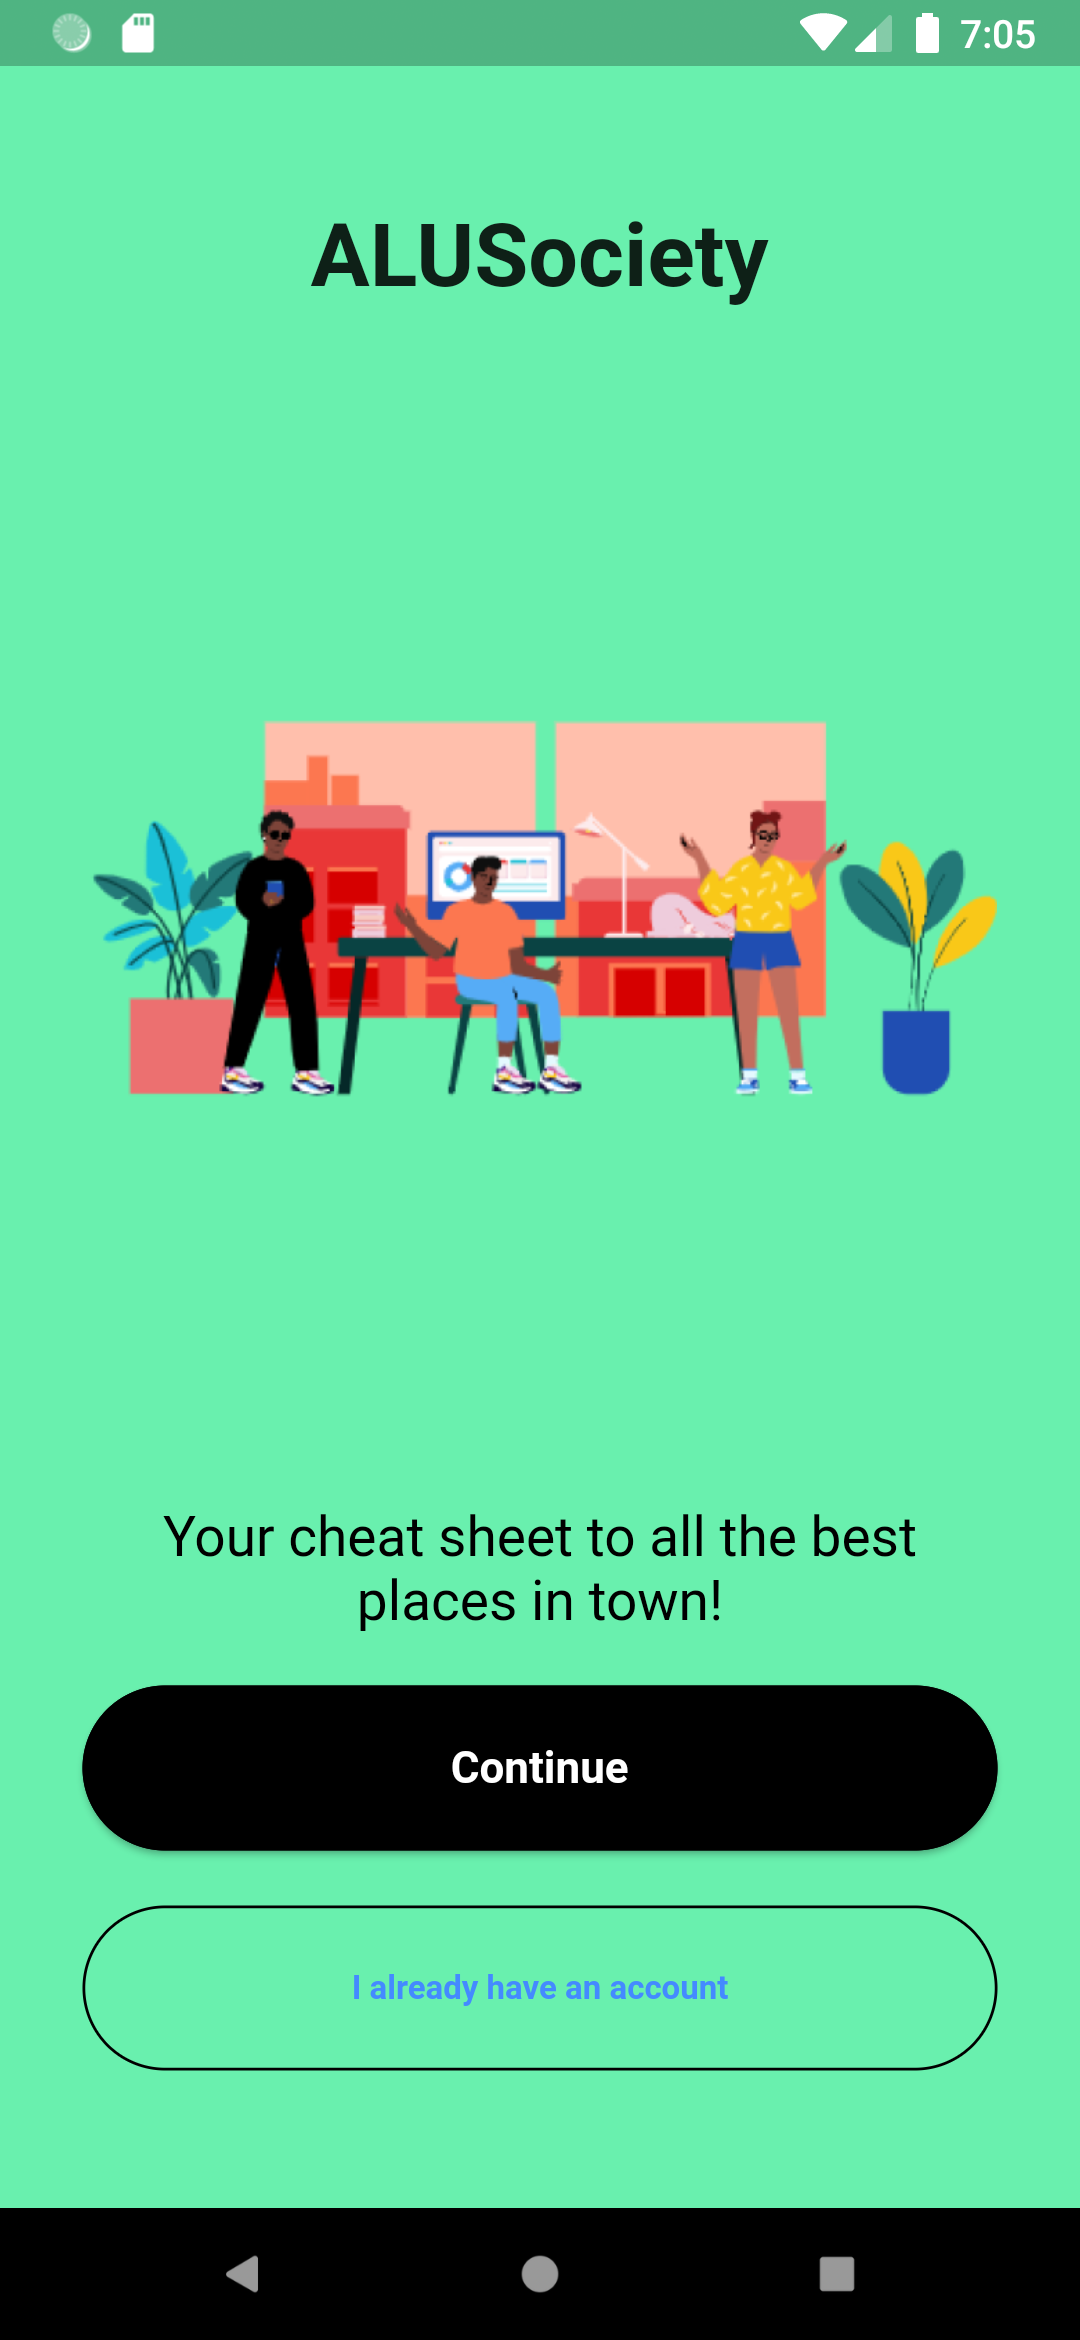 7:05
ALUSociety
Your cheat sheet to all the best
places in town!
Continue
I already have an account